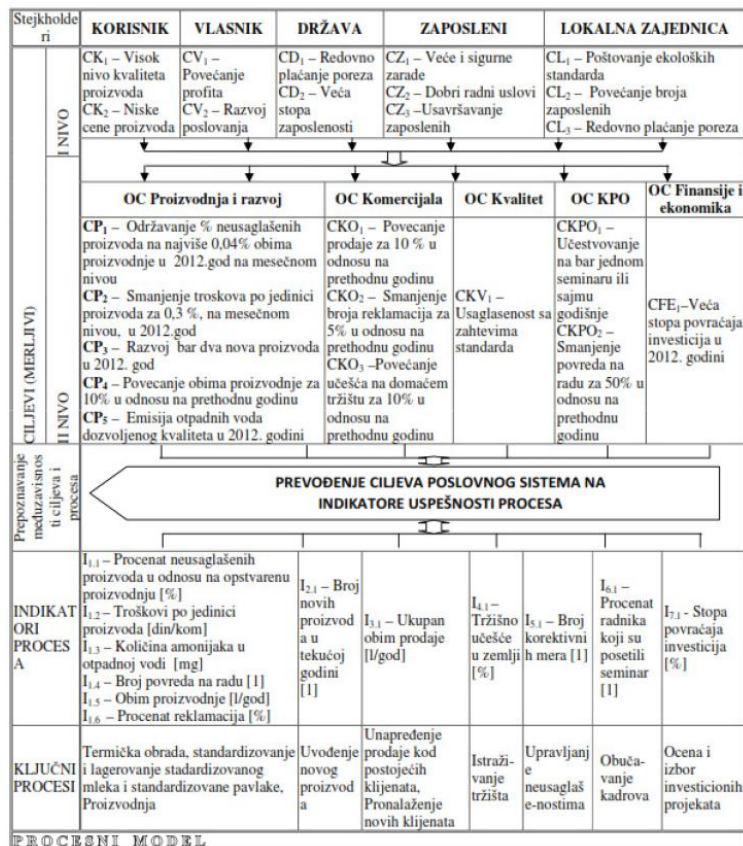 Stejkholde
ri
KORISNIK
VLASNIK
DRŽAVA
ZAPOSLENI
LOKALNA ZAJEDNICA
CILJEVI (MERLJIVI)
I NIVO
CK1 – Visok
nivo kvaliteta
proizvoda
CK2 – Niske
cene proizvoda
CV1 –
Povećanje
profita
CV2 – Razvoj
poslovanja
CD1 – Redovno
plaćanje poreza
CD2 – Veća
stopa
zaposlenosti
CZ1 – Veće i sigurne
zarade
CZ2 – Dobri radni uslovi
CZ3 –Usavršavanje
zaposlenih
CL1 – Poštovanje ekoloških
standarda
CL2 – Povećanje broja
zaposlenih
CL3 – Redovno plaćanje poreza
II NIVO
OC Proizvodnja i razvoj
CP1 – Održavanje % neusaglašenih
proizvoda na najviše 0,04% obima
proizvodnje u 2012.god na mesečnom
nivou
CP2 – Smanjenje troskova po jedinici
proizvoda za 0,3 %, na mesečnom
nivou, u 2012.god
CP3 – Razvoj bar dva nova proizvoda
u 2012. god
CP4 – Povecanje obima proizvodnje za
10% u odnosu na prethodnu godinu
CP5 – Emisija otpadnih voda
dozvoljenog kvaliteta u 2012. godini
OC Komercijala
CKO1 – Povecanje
prodaje za 10 % u
odnosu na
prethodnu godinu
CKO2 – Smanjenje
broja reklamacija za
5% u odnosu na
prethodnu godinu
CKO3 –Povećanje
učešća na domaćem
tržištu za 10% u
odnosu na
prethodnu godinu
OC Kvalitet
CKV1 –
Usaglasenost sa
zahtevima
standarda
OC KPO
CKPO1 –
Učestvovanje
na bar jednom
seminaru ili
sajmu
godišnje
CKPO2 –
Smanjenje
povreda na
radu za 50% u
odnosu na
prethodnu
godinu
OC Finansije i
ekonomika
CFE1–Veća
stopa povraćaja
investicija u
2012. godini
Prepoznavanje
međuzavisnos
ti ciljeva i
procesa
PREVOĐENJE CILJEVA POSLOVNOG SISTEMA NA
INDIKATORE USPEŠNOSTI PROCESA
INDIKAT
ORI
PROCES
A
I1.1 – Procenat neusaglašenih
proizvoda u odnosu na opstvarenu
proizvodnju [%]
I1.2 – Troškovi po jedinici
proizvoda [din/kom]
I1.3 – Količina amonijaka u
otpadnoj vodi [mg]
I1.4 – Broj povreda na radu [1]
I1.5 – Obim proizvodnje [l/god]
I1.6 – Procenat reklamacija [%]
I2.1 – Broj
novih
proizvod
a u
tekućoj
godini
[1]
I3.1 – Ukupan
obim prodaje
[l/god]
I4.1 –
Tržišno
učešće
u zemlji
[%]
I5.1 – Broj
korektivni
h mera [1]
I6.1 –
Procenat
radnika
koji su
posetili
seminar
[1]
I7.1 - Stopa
povraćaja
investicija
[%]
KLJUČNI
PROCESI
Termička obrada, standardizovanje
i lagerovanje stadardizovanog
mleka i standardizovane pavlake,
Proizvodnja
Uvođenje
novog
proizvod
a
Unapređenje
prodaje kod
postojećih
klijenata,
Pronalaženje
novih klijenata
Istraži-
vanje
tržišta
Upravljanj
e
neusaglaš
e-nostima
Obuča-
vanje
kadrova
Ocena i
izbor
investicionih
projekata
PROCESNI MODEL